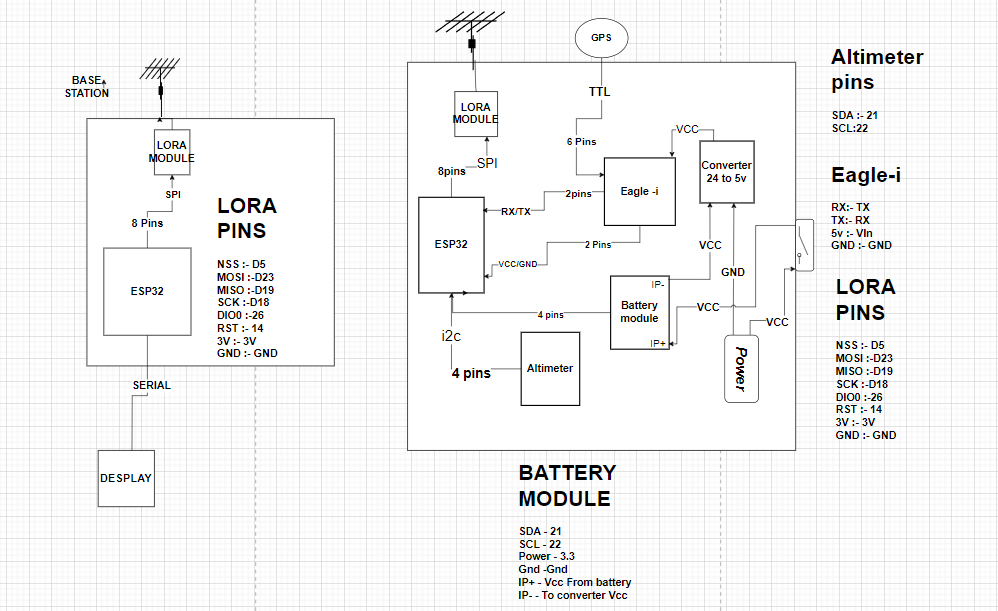 BASE
STATION
LORA
MODULE
SPI
8 Pins
ESP32
SERIAL
DESPLAY
LORA
PINS
NSS :- D5
MOSI :-D23
MISO :-D19
SCK :-D18
DIO0 :-26
RST :- 14
3V :- 3V
GND :- GND
GPS
TTL
6 Pins
LORA
MODULE
SPI
8pins
ESP32
RX/TX
2pins
Eagle -i
VCC
Converter
24 to 5v
VCC/GND
2 Pins
VCC
GND
IP-
Battery
module
IP+
VCC
VCC
Power
4 pins
i2c
4 pins
Altimeter
BATTERY
MODULE
SDA - 21
SCL - 22
Power - 3.3
Gnd -Gnd
IP+ - Vcc From battery
IP- - To converter Vcc
Altimeter
pins
SDA :- 21
SCL:22
Eagle-i
RX:- TX
TX:- RX
5v :- VIn
GND :- GND
LORA
PINS
NSS :- D5
MOSI :-D23
MISO :-D19
SCK :-D18
DIO0 :-26
RST :- 14
3V :- 3V
GND :- GND